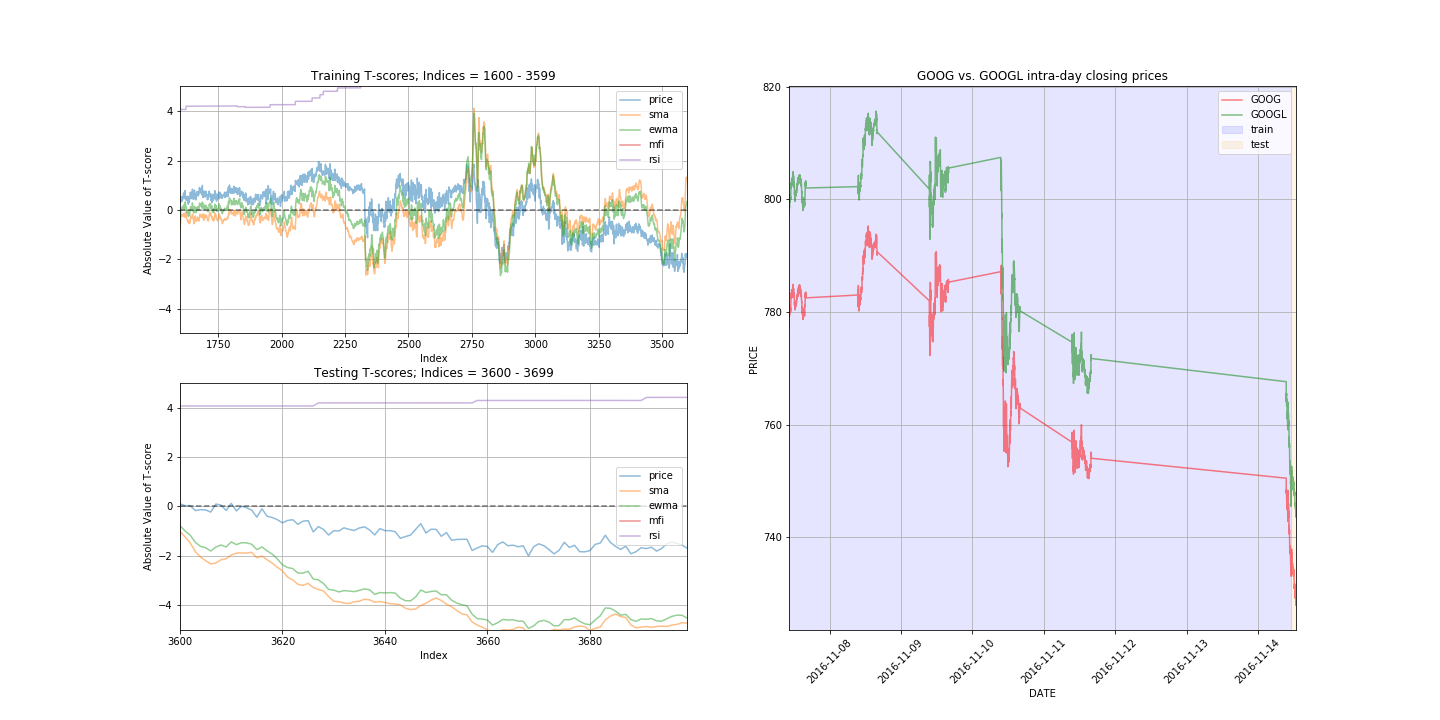 Training T-scores; Indices = 1600 - 3599
Absolute Value of T-score
4
2
0
−2
−4
1750
2000
2250
2500
2750
3000
3250
3500
Index
price
sma
ewma
mfi
rsi
Testing T-scores; Indices = 3600 - 3699
Absolute Value of T-score
4
2
0
−2
−4
3600
3620
3640
3660
3680
Index
price
sma
ewma
mfi
rsi
GOOG vs. GOOGL intra-day closing prices
PRICE
820
800
780
760
740
2016-11-08
2016-11-09
2016-11-10
2016-11-11
2016-11-12
2016-11-13
2016-11-14
DATE
GOOG
GOOGL
train
test